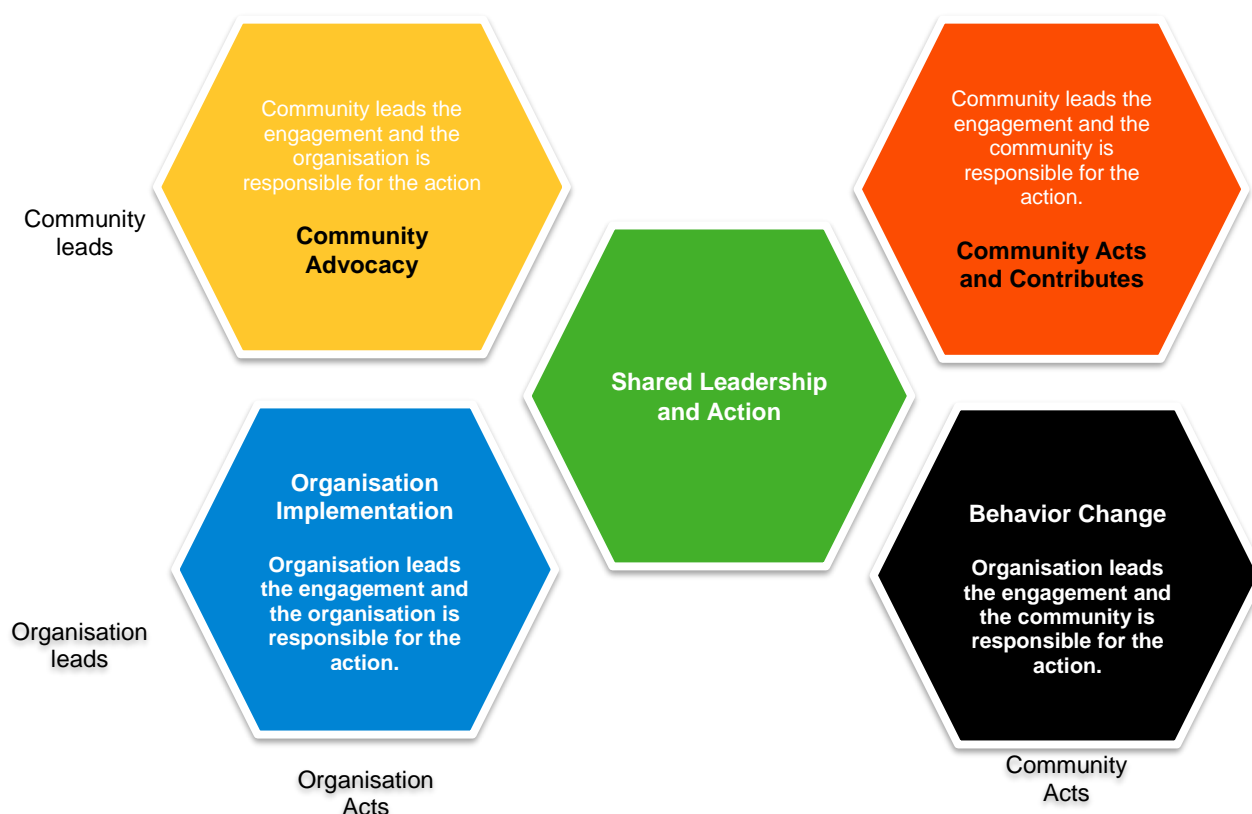 Community leads the
engagement and the
organisation is
responsible for the action
Community
Advocacy
Community leads the
engagement and the
community is
responsible for the
action.
Community Acts
and Contributes
Community
leads
Shared Leadership
and Action
Organisation
Implementation
Organisation leads
the engagement and
the organisation is
responsible for the
action.
Behavior Change
Organisation leads
the engagement and
the community is
responsible for the
action.
Organisation
leads
Organisation
Acts
Community
Acts